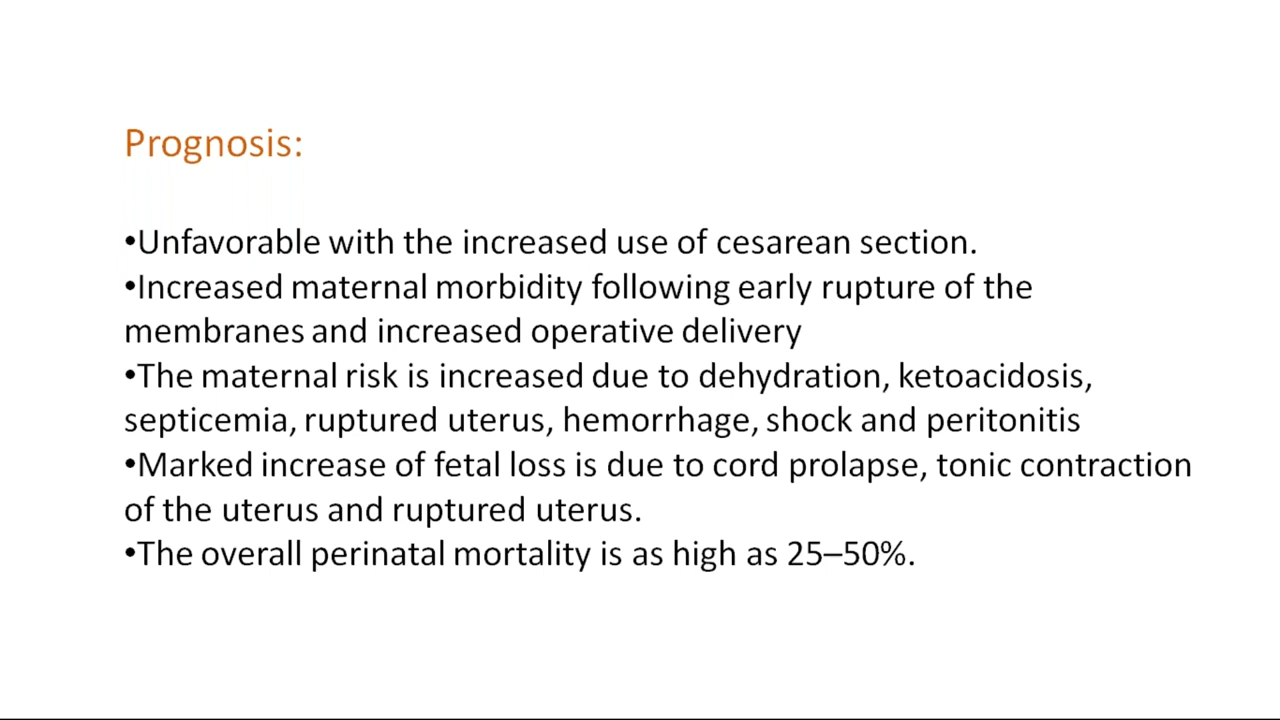 Prognosis:
•Unfavorable with the increased use of cesarean section.
•Increased maternal morbidity following early rupture of the
membranes and increased operative delivery
•The maternal risk is increased due to dehydration, ketoacidosis,
septicemia, ruptured uterus, hemorrhage, shock and peritonitis
•Marked increase of fetal loss is due to cord prolapse, tonic contraction
of the uterus and ruptured uterus.
•The overall perinatal mortality is as high as 25–50%.